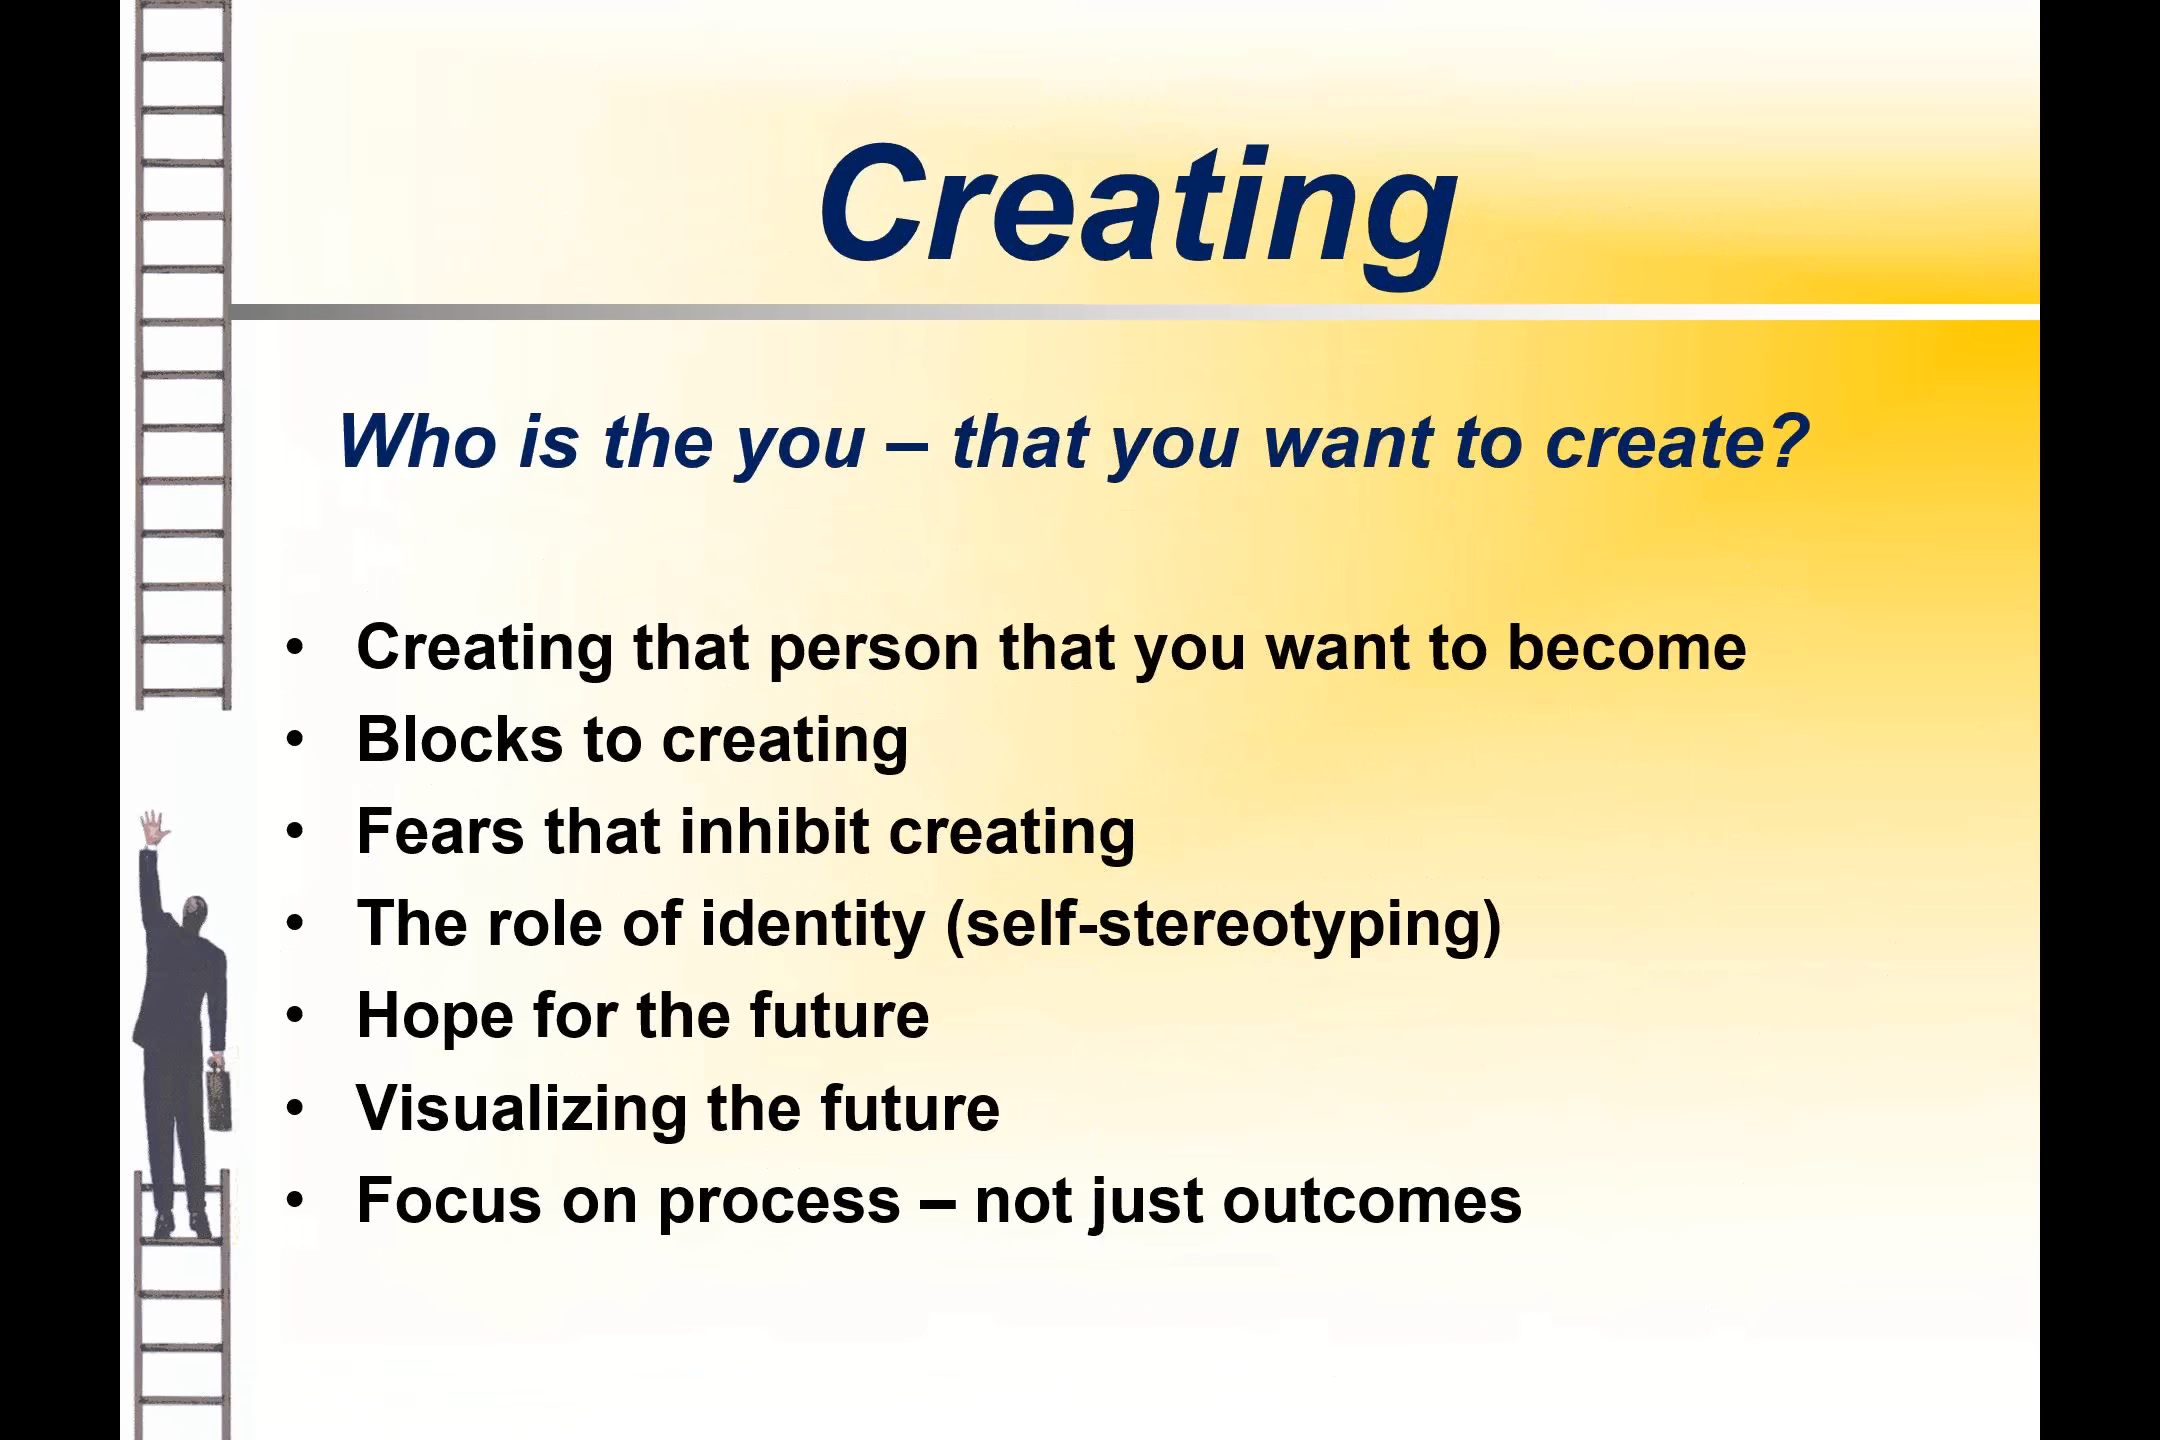 Creating
Who is the you – that you want to create?
• Creating that person that you want to become
• Blocks to creating
• Fears that inhibit creating
• The role of identity (self-stereotyping)
• Hope for the future
• Visualizing the future
• Focus on process – not just outcomes